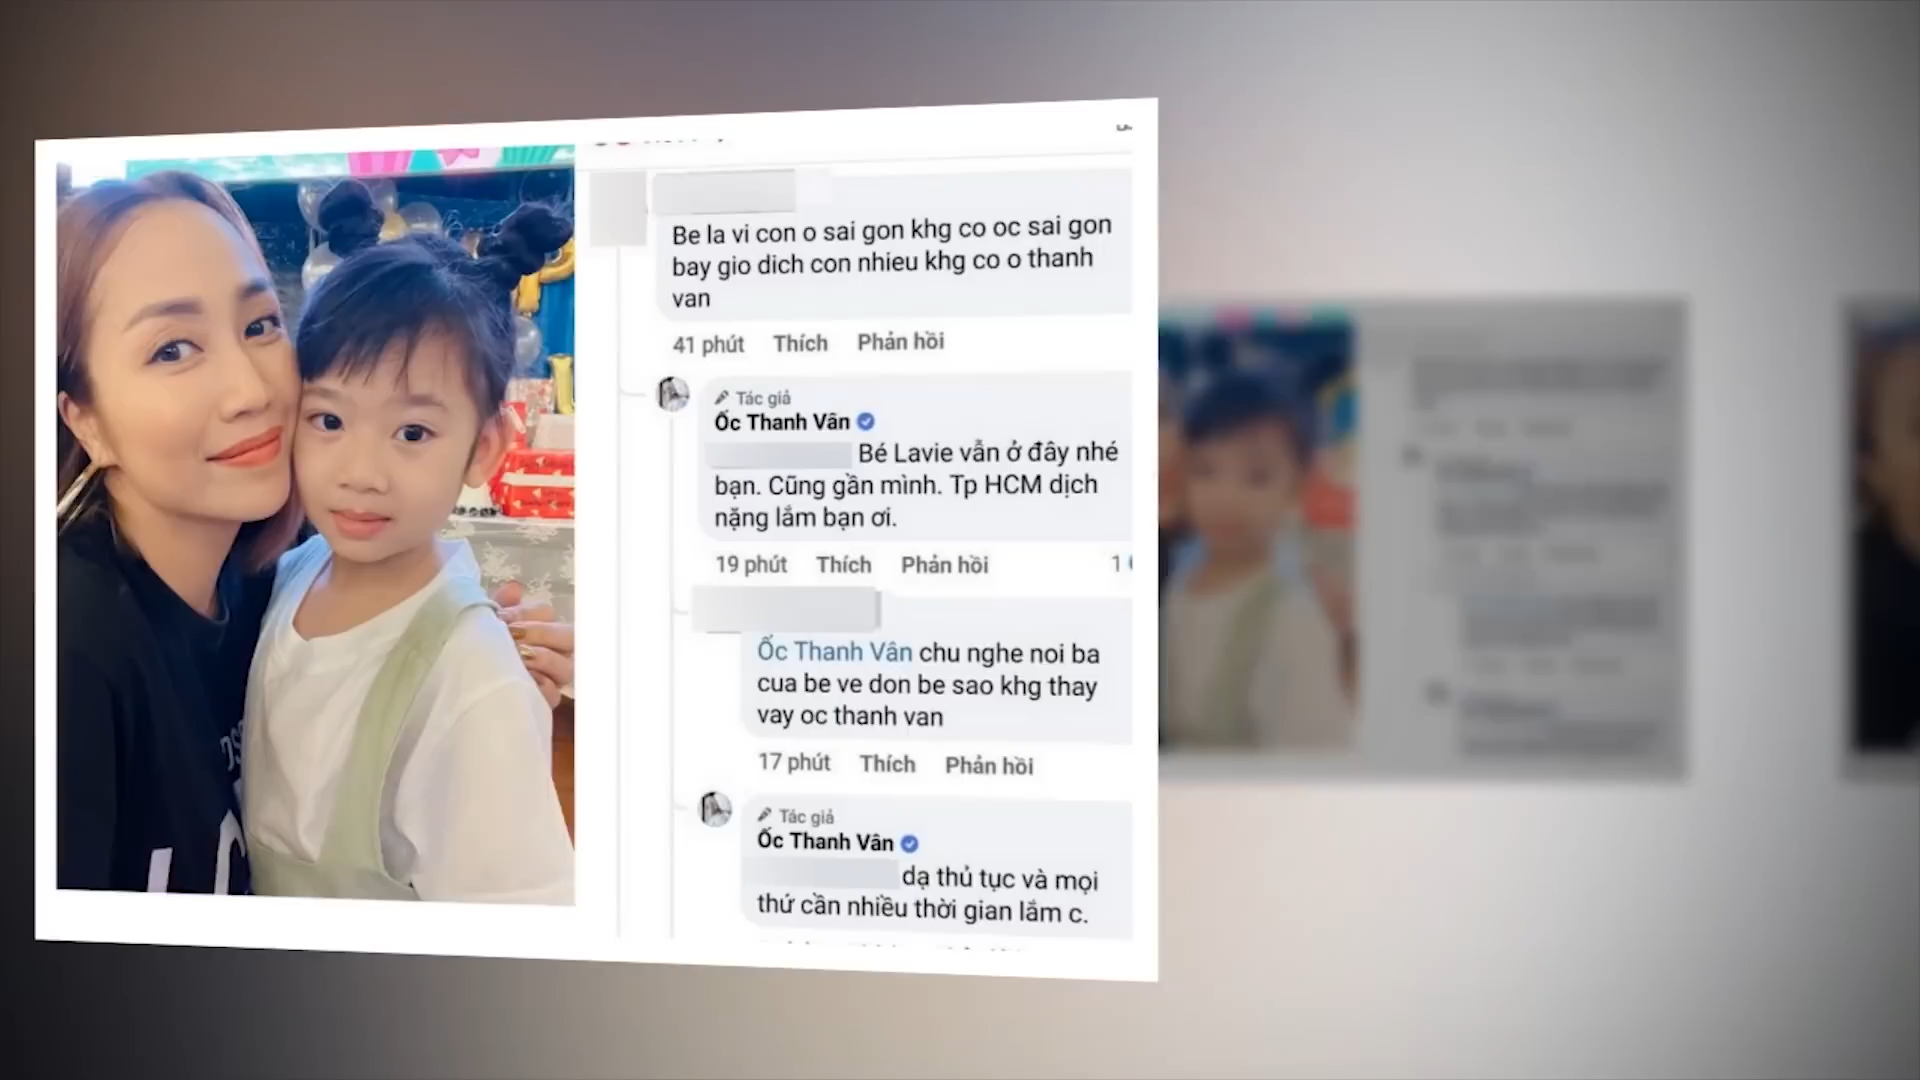 Be la vi con o sai gon khg co oc sai gon
bay gio dich con nhieu khg co o thanh
van
41 phút Thích Phản hồi
Tác giả
Ốc Thanh Vân
Bé Lavie vẫn ở đây nhé
bạn. Cũng gần mình. Tp HCM dịch
nặng lắm bạn ơi.
19 phút Thích Phản hồi 1
Ốc Thanh Vân chu nghe noi ba
cua be ve don be sao khg thay
vay oc thanh van
17 phút Thích Phản hồi
Tác giả
Ốc Thanh Vân
dạ thủ tục và mọi
thứ cần nhiều thời gian lắm c.